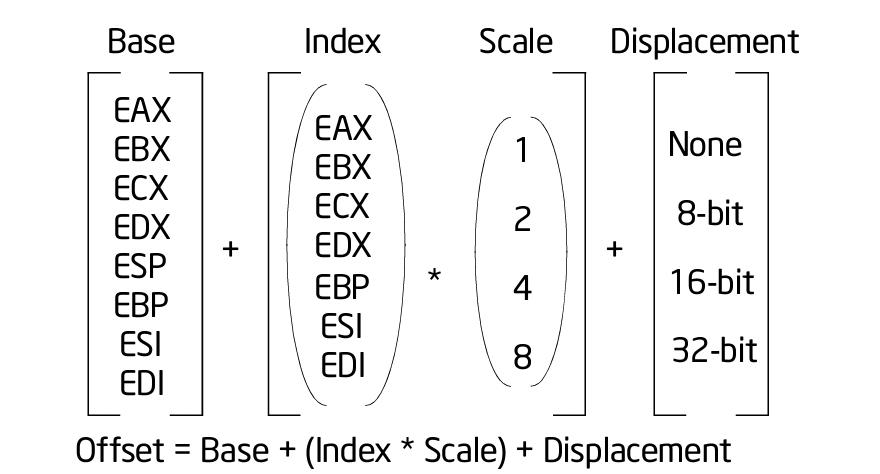 Base Index Scale Displacement
EAX
EBX
ECX
EDX
ESP
EBP
ESI
EDI
+
EAX
EBX
ECX
EDX
EBP
ESI
EDI
*
1
2
4
8
+
None
8-bit
16-bit
32-bit
Offset = Base + (Index * Scale) + Displacement